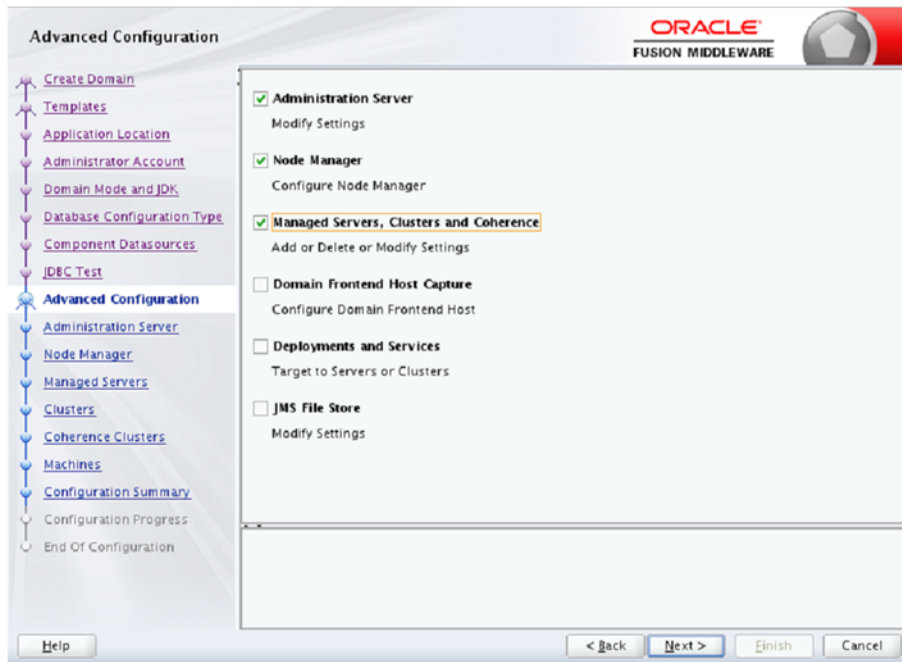 Advanced Configuration
ORACLE
FUSION MIDDLEWARE
Create Domain
Templates
Application Location
Administrator Account
Domain Mode and JDK
Database Configuration Type
Component Datasources
JDBC Test
Advanced Configuration
Administration Server
Node Manager
Managed Servers
Clusters
Coherence Clusters
Machines
Configuration Summary
Configuration Progress
End Of Configuration
Administration Server
Modify Settings
Node Manager
Configure Node Manager
Managed Servers, Clusters and Coherence
Add or Delete or Modify Settings
Domain Frontend Host Capture
Configure Domain Frontend Host
Deployments and Services
Target to Servers or Clusters
JMS File Store
Modify Settings
Help
< Back
Next >
Finish
Cancel